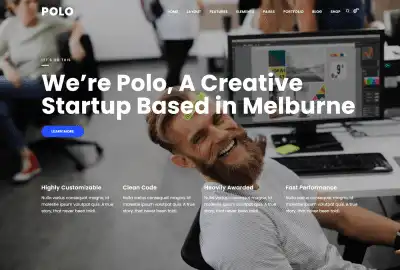 POLO
HOME LAYOUT FEATURES ELEMENTS PAGES PORTFOLIO BLOG SHOP
LET'S DO THIS
We're Polo, A Creative
Startup Based in Melburne
LEARN MORE
Highly Customizable Clean Code Heavily Awarded Fast Performance
Nulla varius consequat magna, id Nulla varius consequat magna, id Nulla varius consequat magna, id Nulla varius consequat magna, id
molestie ipsum volutpat quis. A true molestie ipsum volutpat quis. A true molestie ipsum volutpat quis. A true molestie ipsum volutpat quis. A true
story, that never been told. story, that never been told. story, that never been told. story, that never been told.